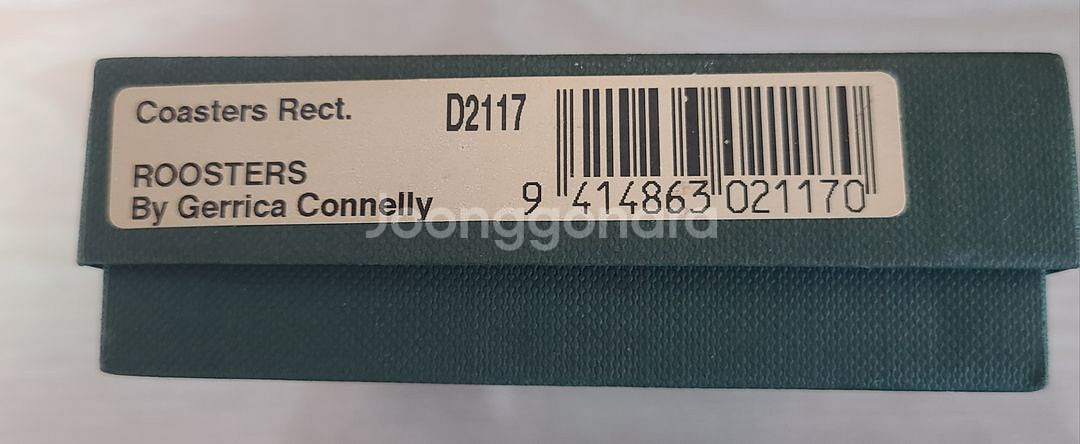 Coasters Rect. D2117
ROOSTERS
By Gerrica Connelly
9 414863 021170
Joonggonara